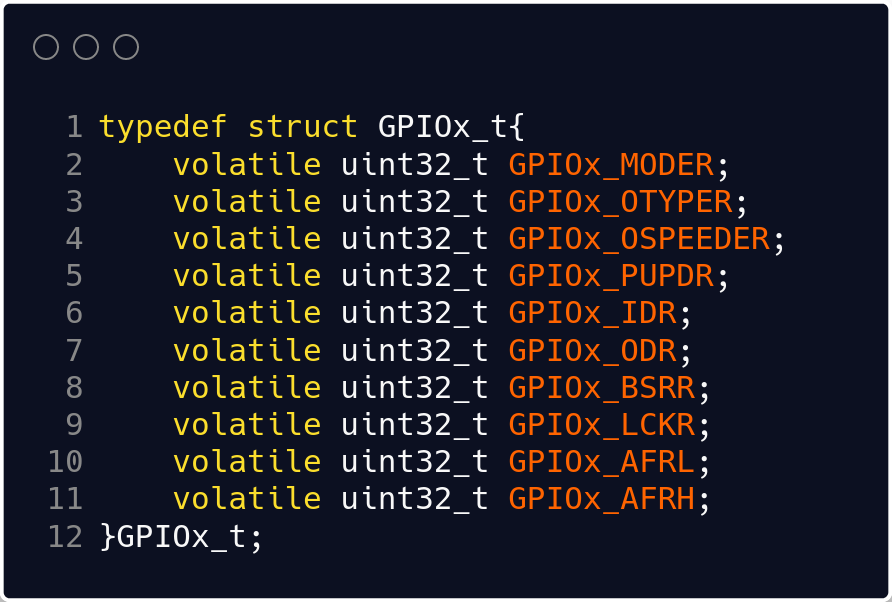 1 typedef struct GPIOx_t{
2     volatile uint32_t GPIOx_MODER;
3     volatile uint32_t GPIOx_OTYPER;
4     volatile uint32_t GPIOx_OSPEEDER;
5     volatile uint32_t GPIOx_PUPDR;
6     volatile uint32_t GPIOx_IDR;
7     volatile uint32_t GPIOx_ODR;
8     volatile uint32_t GPIOx_BSRR;
9     volatile uint32_t GPIOx_LCKR;
10     volatile uint32_t GPIOx_AFRL;
11     volatile uint32_t GPIOx_AFRH;
12 }GPIOx_t;